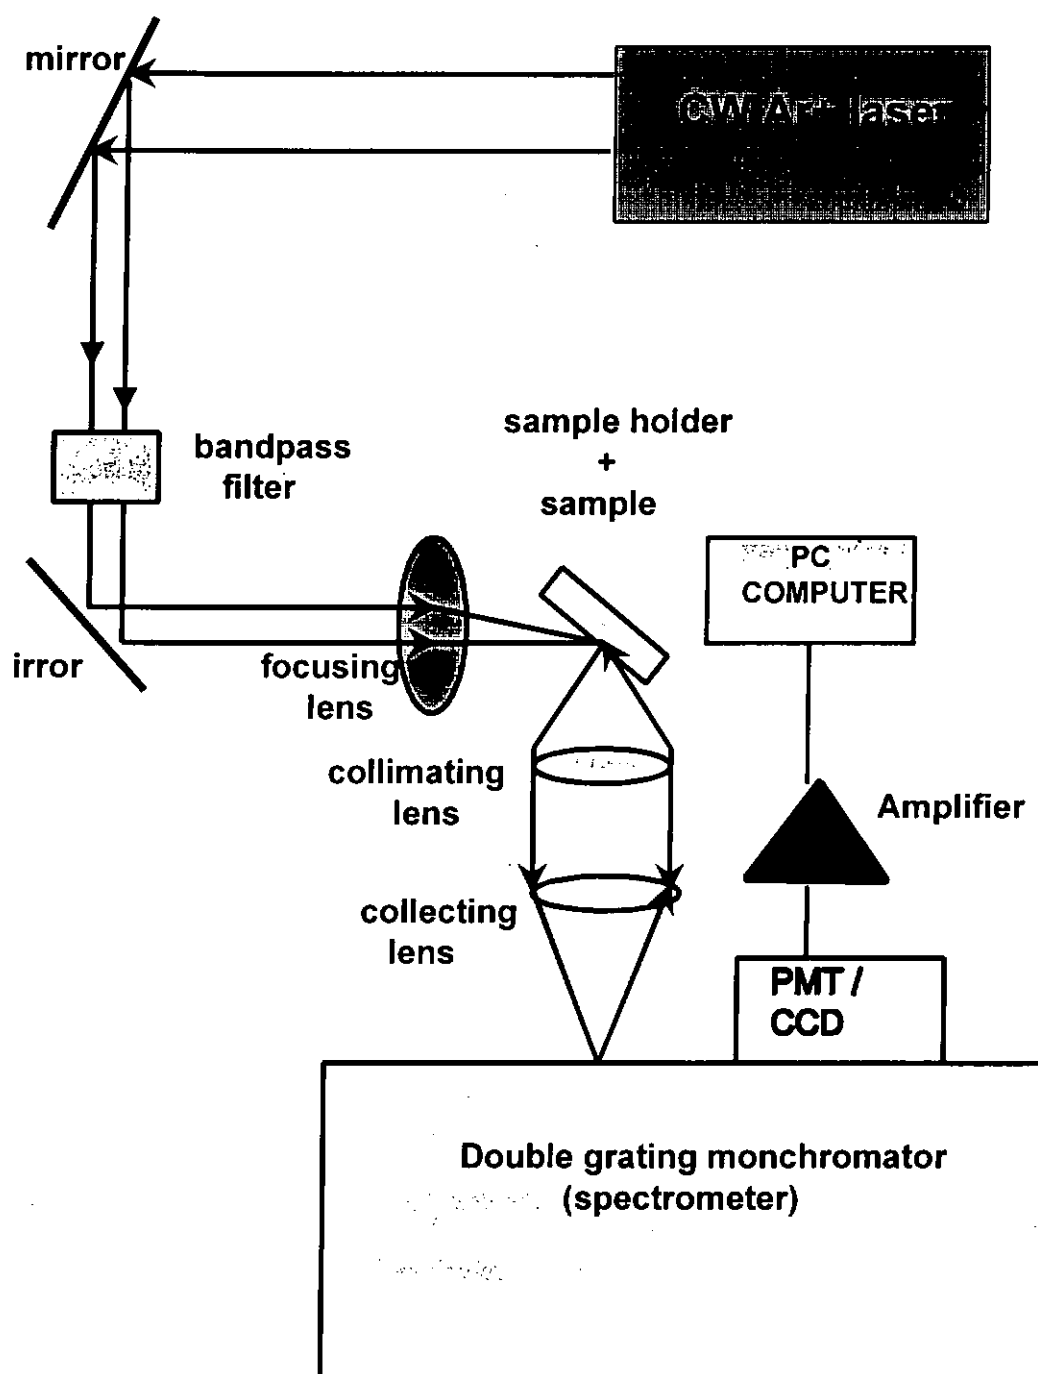 mirror
CW Ar+ laser
sample holder
+
sample
bandpass
filter
PC
COMPUTER
irror
focusing
lens
collimating
lens
Amplifier
collecting
lens
PMT /
CCD
Double grating monchromator
(spectrometer)